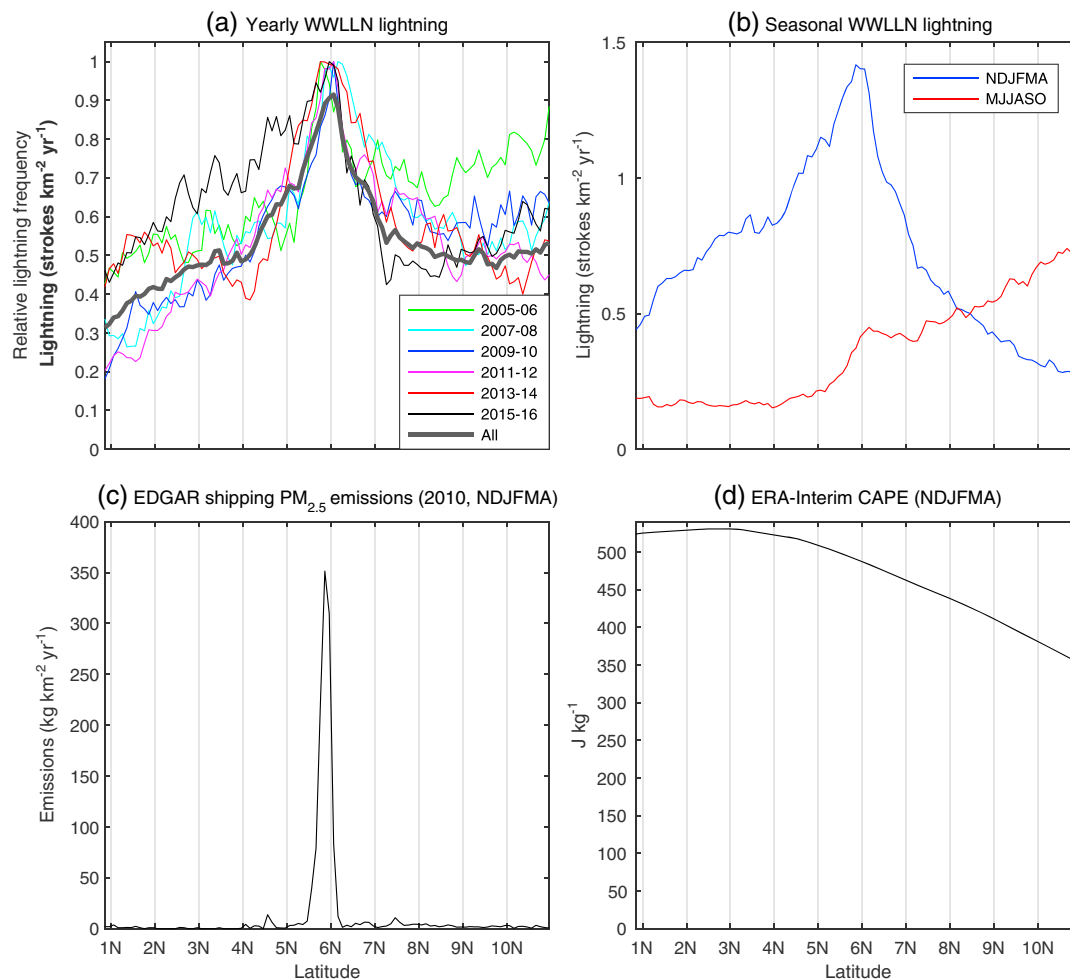 (a) Yearly WWLLN lightning
Relative lightning frequency
Lightning (strokes km-2 yr-1)
1
0.9
0.8
0.7
0.6
0.5
0.4
0.3
0.2
0.1
0
2005-06
2007-08
2009-10
2011-12
2013-14
2015-16
All
(b) Seasonal WWLLN lightning
Lightning (strokes km-2 yr-1)
1.5
1
0.5
0
NDJFMA
MJJASO
(c) EDGAR shipping PM2.5 emissions (2010, NDJFMA)
Emissions (kg km-2 yr-1)
400
350
300
250
200
150
100
50
0
1N 2N 3N 4N 5N 6N 7N 8N 9N 10N
Latitude
(d) ERA-Interim CAPE (NDJFMA)
J kg-1
500
450
400
350
300
250
200
150
100
50
0
1N 2N 3N 4N 5N 6N 7N 8N 9N 10N
Latitude